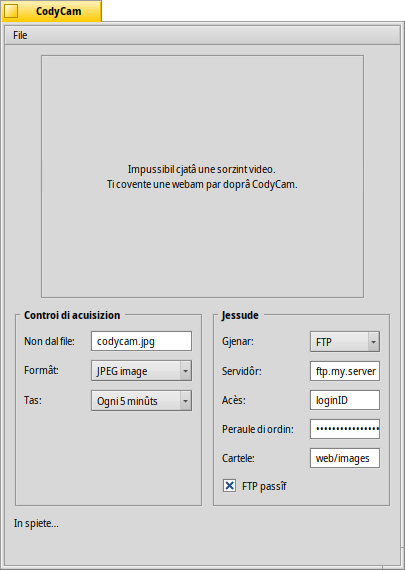 CodyCam
File
Impussibil cjatâ une sorzint video.
Ti covente une webam par doprâ CodyCam.
Controi di acuisizion
Non dal file: codycam.jpg
Formât: JPEG image
Tas: Ogni 5 minûts
Jessude
Gjenar: FTP
Servidôr: ftp.my.server
Acès: loginID
Peraule di ordin: ••••••••••••••••
Cartele: web/images
FTP passîf
In spiete...